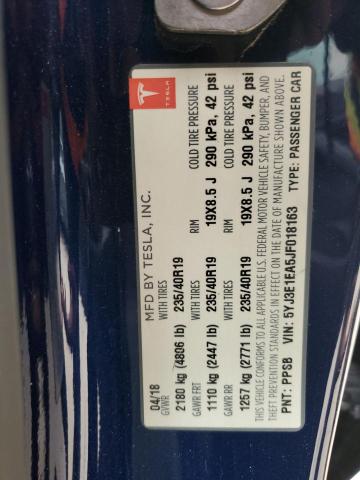 TESLA
MFD BY TESLA, INC.
04/18
GVWR WITH TIRES RIM COLD TIRE PRESSURE
2180 kg (4806 lb) 235/40R19 19X8.5 J 290 kPa, 42 psi
GAWR FRT WITH TIRES RIM COLD TIRE PRESSURE
1110 kg (2447 lb) 235/40R19 19X8.5 J 290 kPa, 42 psi
GAWR RR
1257 kg (2771 lb) 235/40R19
THIS VEHICLE CONFORMS TO ALL APPLICABLE U.S. FEDERAL MOTOR VEHICLE SAFETY, BUMPER, AND
THEFT PREVENTION STANDARDS IN EFFECT ON THE DATE OF MANUFACTURE SHOWN ABOVE.
PNT: PPSB VIN: 5YJ3E1EA5JF018163 TYPE: PASSENGER CAR